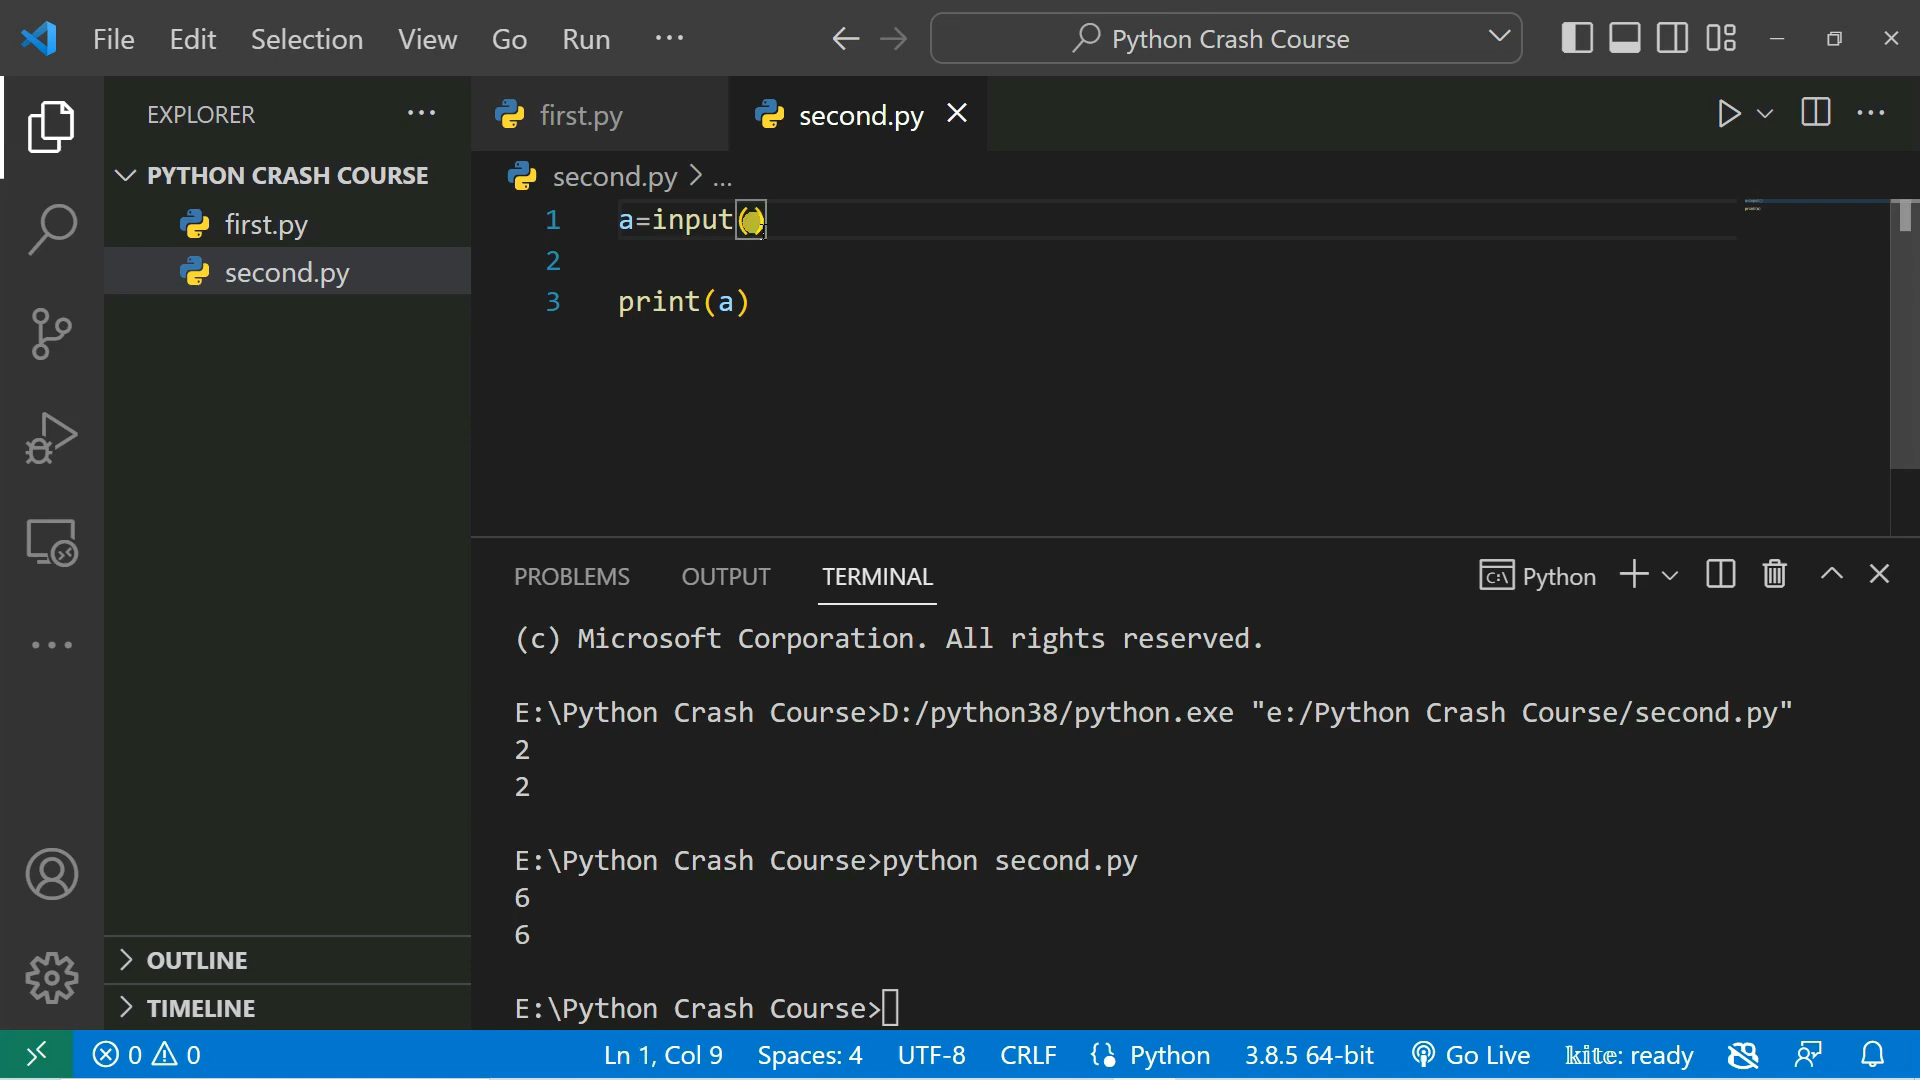 File Edit Selection View Go Run ··· Python Crash Course
EXPLORER ···
PYTHON CRASH COURSE
first.py
second.py
OUTLINE
TIMELINE
first.py second.py
second.py > ...
1 a=input()
2
3 print(a)
PROBLEMS OUTPUT TERMINAL Python
(c) Microsoft Corporation. All rights reserved.
E:\Python Crash Course>D:/python38/python.exe "e:/Python Crash Course/second.py"
2
2
E:\Python Crash Course>python second.py
6
6
E:\Python Crash Course>
0 0 Ln 1, Col 9 Spaces: 4 UTF-8 CRLF Python 3.8.5 64-bit Go Live kite: ready